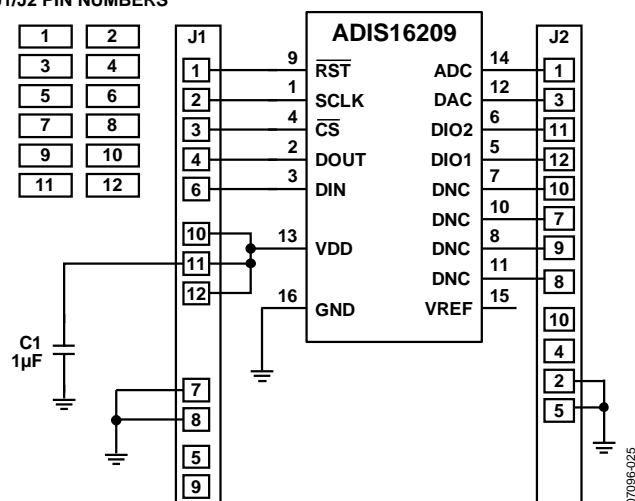 J1/J2 PIN NUMBERS
1 2
3 4
5 6
7 8
9 10
11 12
J1
1
2
3
4
6
10
11
12
7
8
5
9
C1
1µF
ADIS16209
9 RST ADC 14
1 SCLK DAC 12
4 CS DIO2 6
2 DOUT DIO1 5
3 DIN DNC 7
DNC 10
13 VDD DNC 8
DNC 11
16 GND VREF 15
J2
1
3
11
12
10
7
9
8
10
4
2
5
07096-025